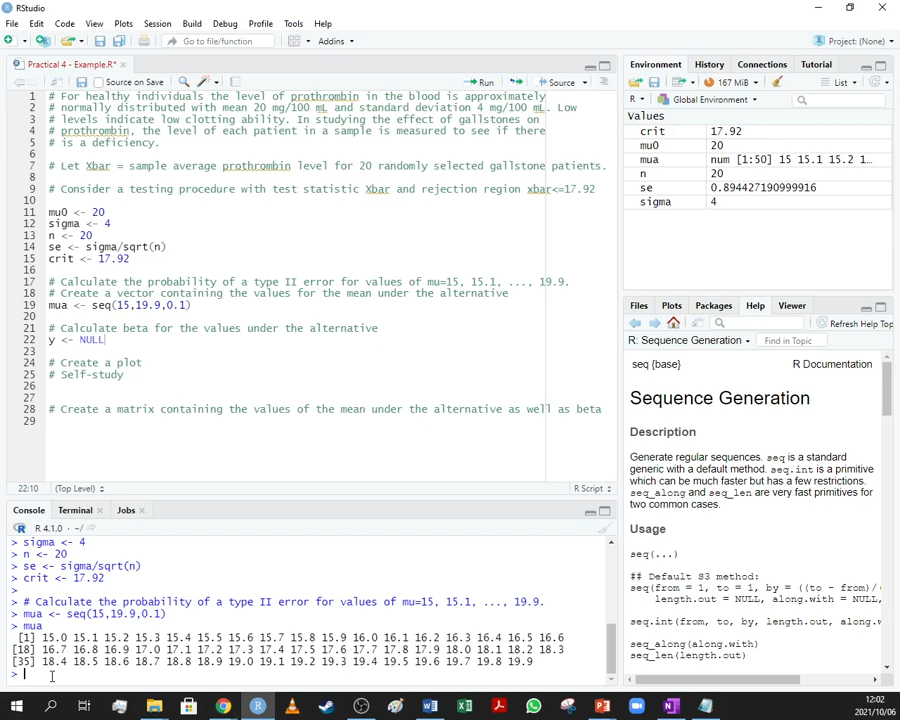 RStudio
File Edit Code View Plots Session Build Debug Profile Tools Help
Go to file/function Addins Project: (None)
Practical 4 - Example.R*
Source on Save Run Source
1 # For healthy individuals the level of prothrombin in the blood is approximately
2 # normally distributed with mean 20 mg/100 mL and standard deviation 4 mg/100 mL. Low
3 # levels indicate low clotting ability. In studying the effect of gallstones on
4 # prothrombin, the level of each patient in a sample is measured to see if there
5 # is a deficiency.
6
7 # Let Xbar = sample average prothrombin level for 20 randomly selected gallstone patients.
8
9 # Consider a testing procedure with test statistic Xbar and rejection region xbar<=17.92
10
11 mu0 <- 20
12 sigma <- 4
13 n <- 20
14 se <- sigma/sqrt(n)
15 crit <- 17.92
16
17 # Calculate the probability of a type II error for values of mu=15, 15.1, ..., 19.9.
18 # Create a vector containing the values for the mean under the alternative
19 mua <- seq(15,19.9,0.1)
20
21 # Calculate beta for the values under the alternative
22 y <- NULL
23
24 # Create a plot
25 # Self-study
26
27
28 # Create a matrix containing the values of the mean under the alternative as well as beta
29
22:10 (Top Level) R Script
Console Terminal Jobs
R 4.1.0 · ~/
> sigma <- 4
> n <- 20
> se <- sigma/sqrt(n)
> crit <- 17.92
>
> # Calculate the probability of a type II error for values of mu=15, 15.1, ..., 19.9.
> mua <- seq(15,19.9,0.1)
> mua
[1] 15.0 15.1 15.2 15.3 15.4 15.5 15.6 15.7 15.8 15.9 16.0 16.1 16.2 16.3 16.4 16.5 16.6
[18] 16.7 16.8 16.9 17.0 17.1 17.2 17.3 17.4 17.5 17.6 17.7 17.8 17.9 18.0 18.1 18.2 18.3
[35] 18.4 18.5 18.6 18.7 18.8 18.9 19.0 19.1 19.2 19.3 19.4 19.5 19.6 19.7 19.8 19.9
>
Environment History Connections Tutorial
167 MiB List
R Global Environment
Values
crit 17.92
mu0 20
mua num [1:50] 15 15.1 15.2 1...
n 20
se 0.894427190999916
sigma 4
Files Plots Packages Help Viewer
Refresh Help Top
R: Sequence Generation Find in Topic
seq {base} R Documentation
Sequence Generation
Description
Generate regular sequences. seq is a standard
generic with a default method. seq.int is a primitive
which can be much faster but has a few restrictions.
seq_along and seq_len are very fast primitives for
two common cases.
Usage
seq(...)
## Default S3 method:
seq(from = 1, to = 1, by = ((to - from)/(
length.out = NULL, along.with = NULL,
seq.int(from, to, by, length.out, along.w
seq_along(along.with)
seq_len(length.out)
12:02
2021/10/06